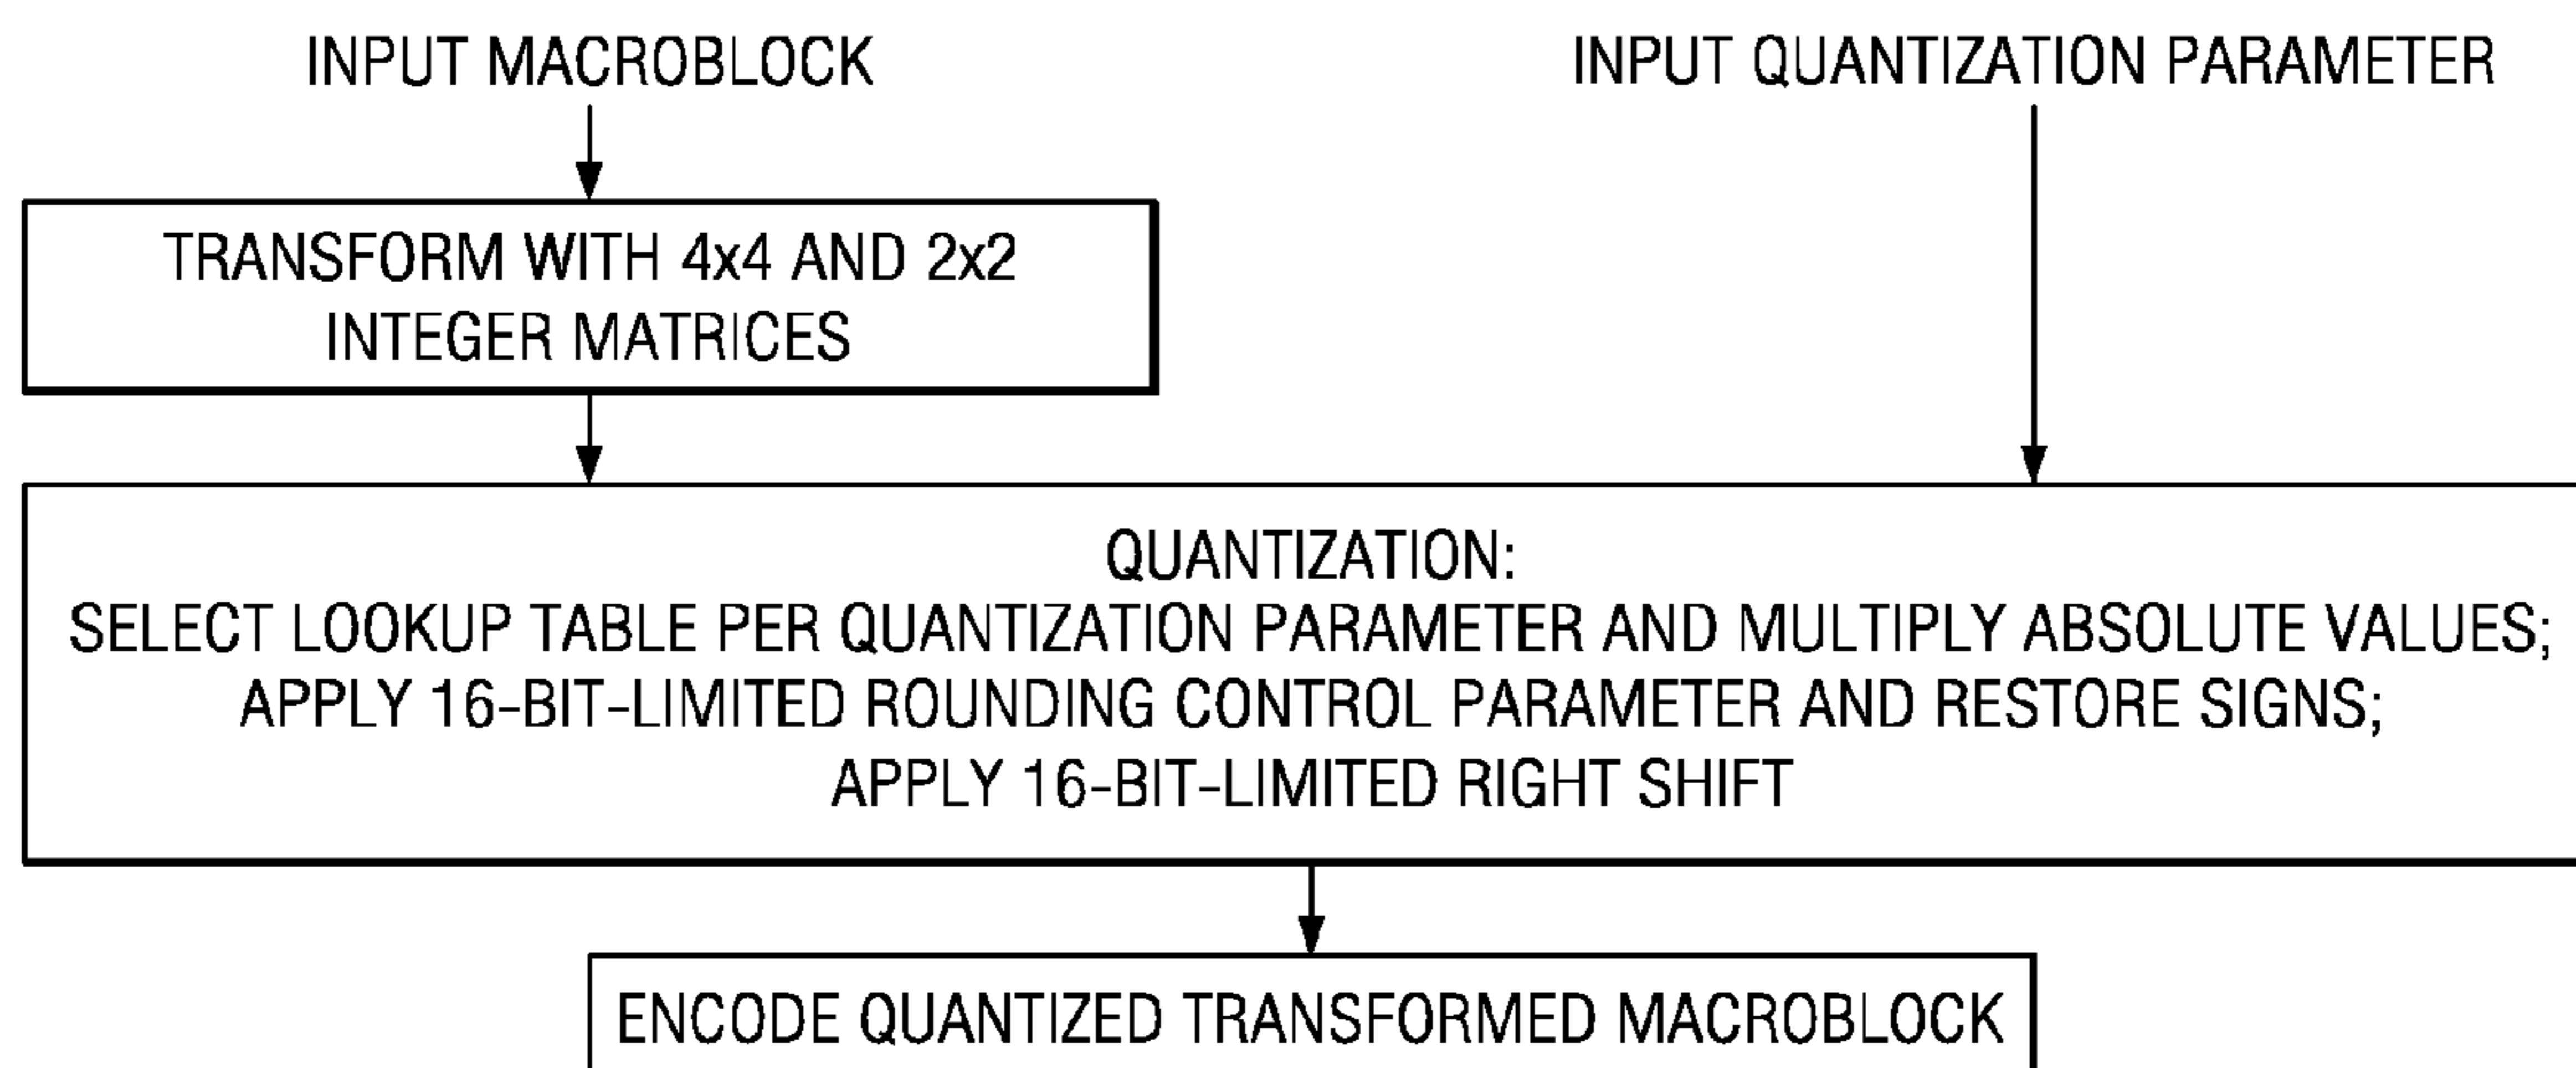 INPUT MACROBLOCK
INPUT QUANTIZATION PARAMETER
TRANSFORM WITH 4x4 AND 2x2
INTEGER MATRICES
QUANTIZATION:
SELECT LOOKUP TABLE PER QUANTIZATION PARAMETER AND MULTIPLY ABSOLUTE VALUES;
APPLY 16-BIT-LIMITED ROUNDING CONTROL PARAMETER AND RESTORE SIGNS;
APPLY 16-BIT-LIMITED RIGHT SHIFT
ENCODE QUANTIZED TRANSFORMED MACROBLOCK